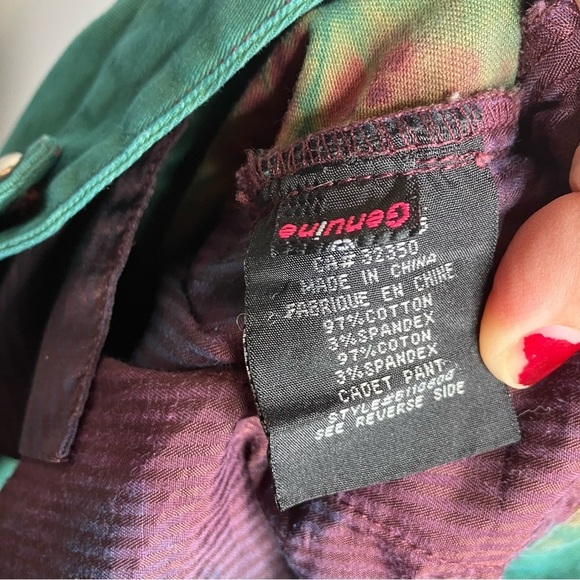 Genuine
CA# 32350
MADE IN CHINA
FABRIQUE EN CHINE
97%COTTON
3%SPANDEX
97%COTON
3%SPANDEX
CADET PANT
SEE REVERSE SIDE